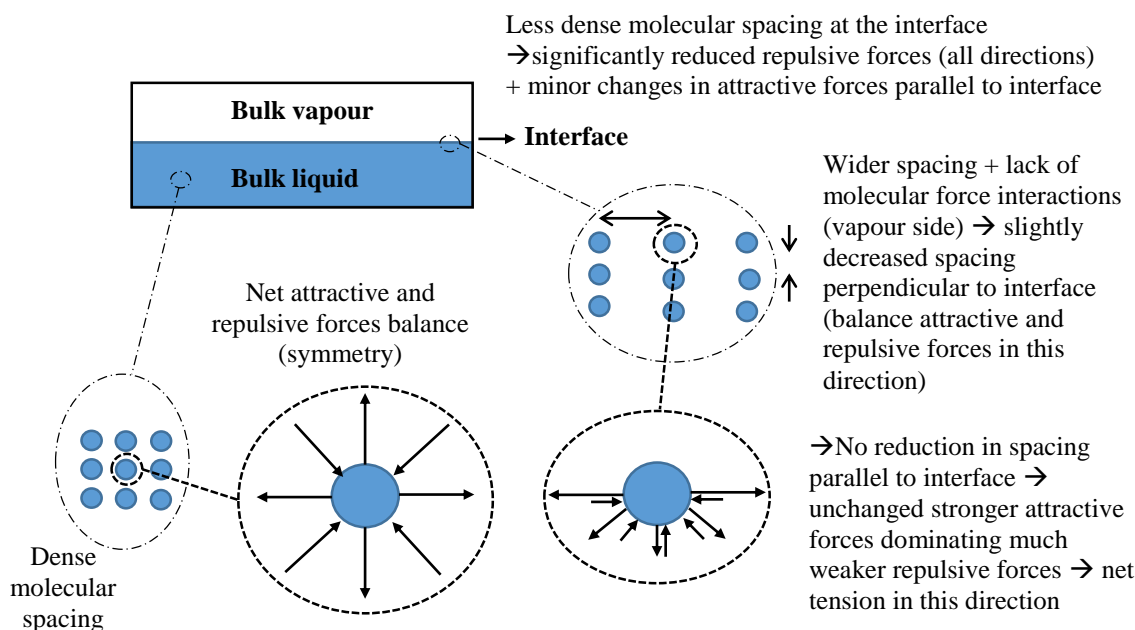 Less dense molecular spacing at the interface
→significantly reduced repulsive forces (all directions)
+ minor changes in attractive forces parallel to interface
Bulk vapour
Interface
Bulk liquid
Wider spacing + lack of
molecular force interactions
(vapour side) → slightly
decreased spacing
perpendicular to interface
(balance attractive and
repulsive forces in this
direction)
Net attractive and
repulsive forces balance
(symmetry)
→No reduction in spacing
parallel to interface →
unchanged stronger attractive
forces dominating much
weaker repulsive forces → net
tension in this direction
Dense
molecular
spacing